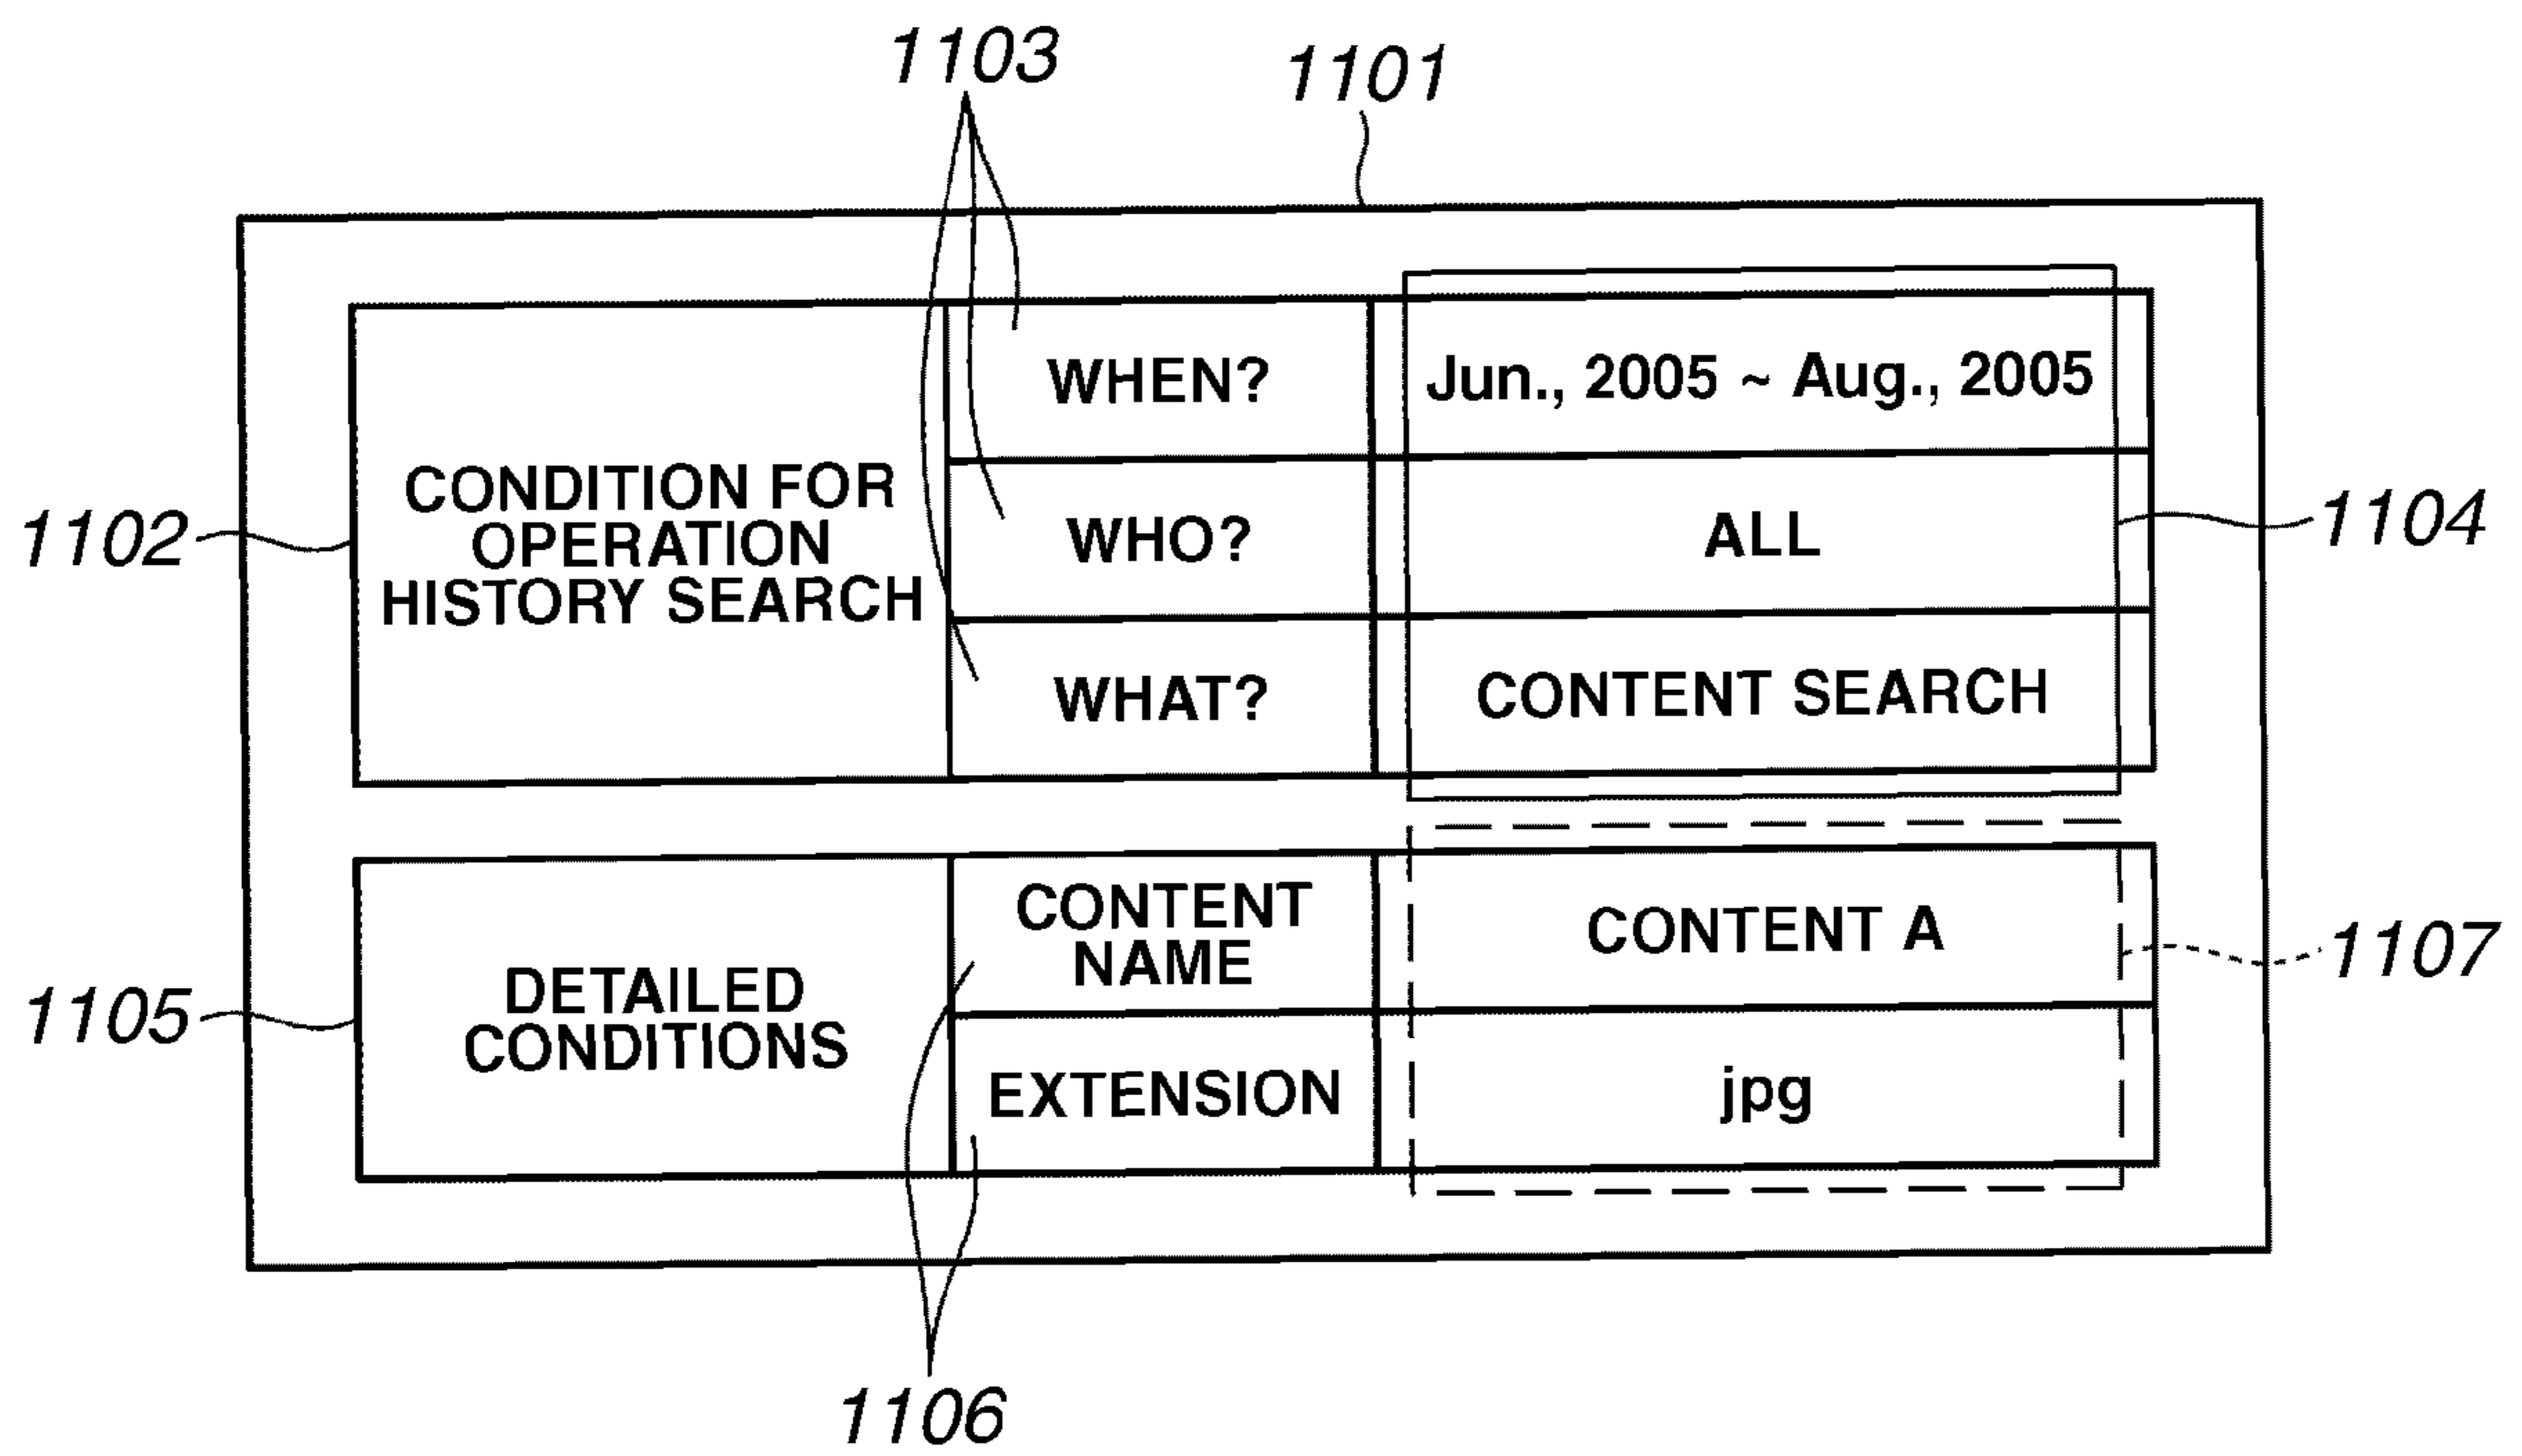 1103
1101
CONDITION FOR
OPERATION
HISTORY SEARCH
WHEN?
Jun., 2005 ~ Aug., 2005
WHO?
ALL
WHAT?
CONTENT SEARCH
1102
1104
DETAILED
CONDITIONS
CONTENT
NAME
CONTENT A
EXTENSION
jpg
1105
1107
1106